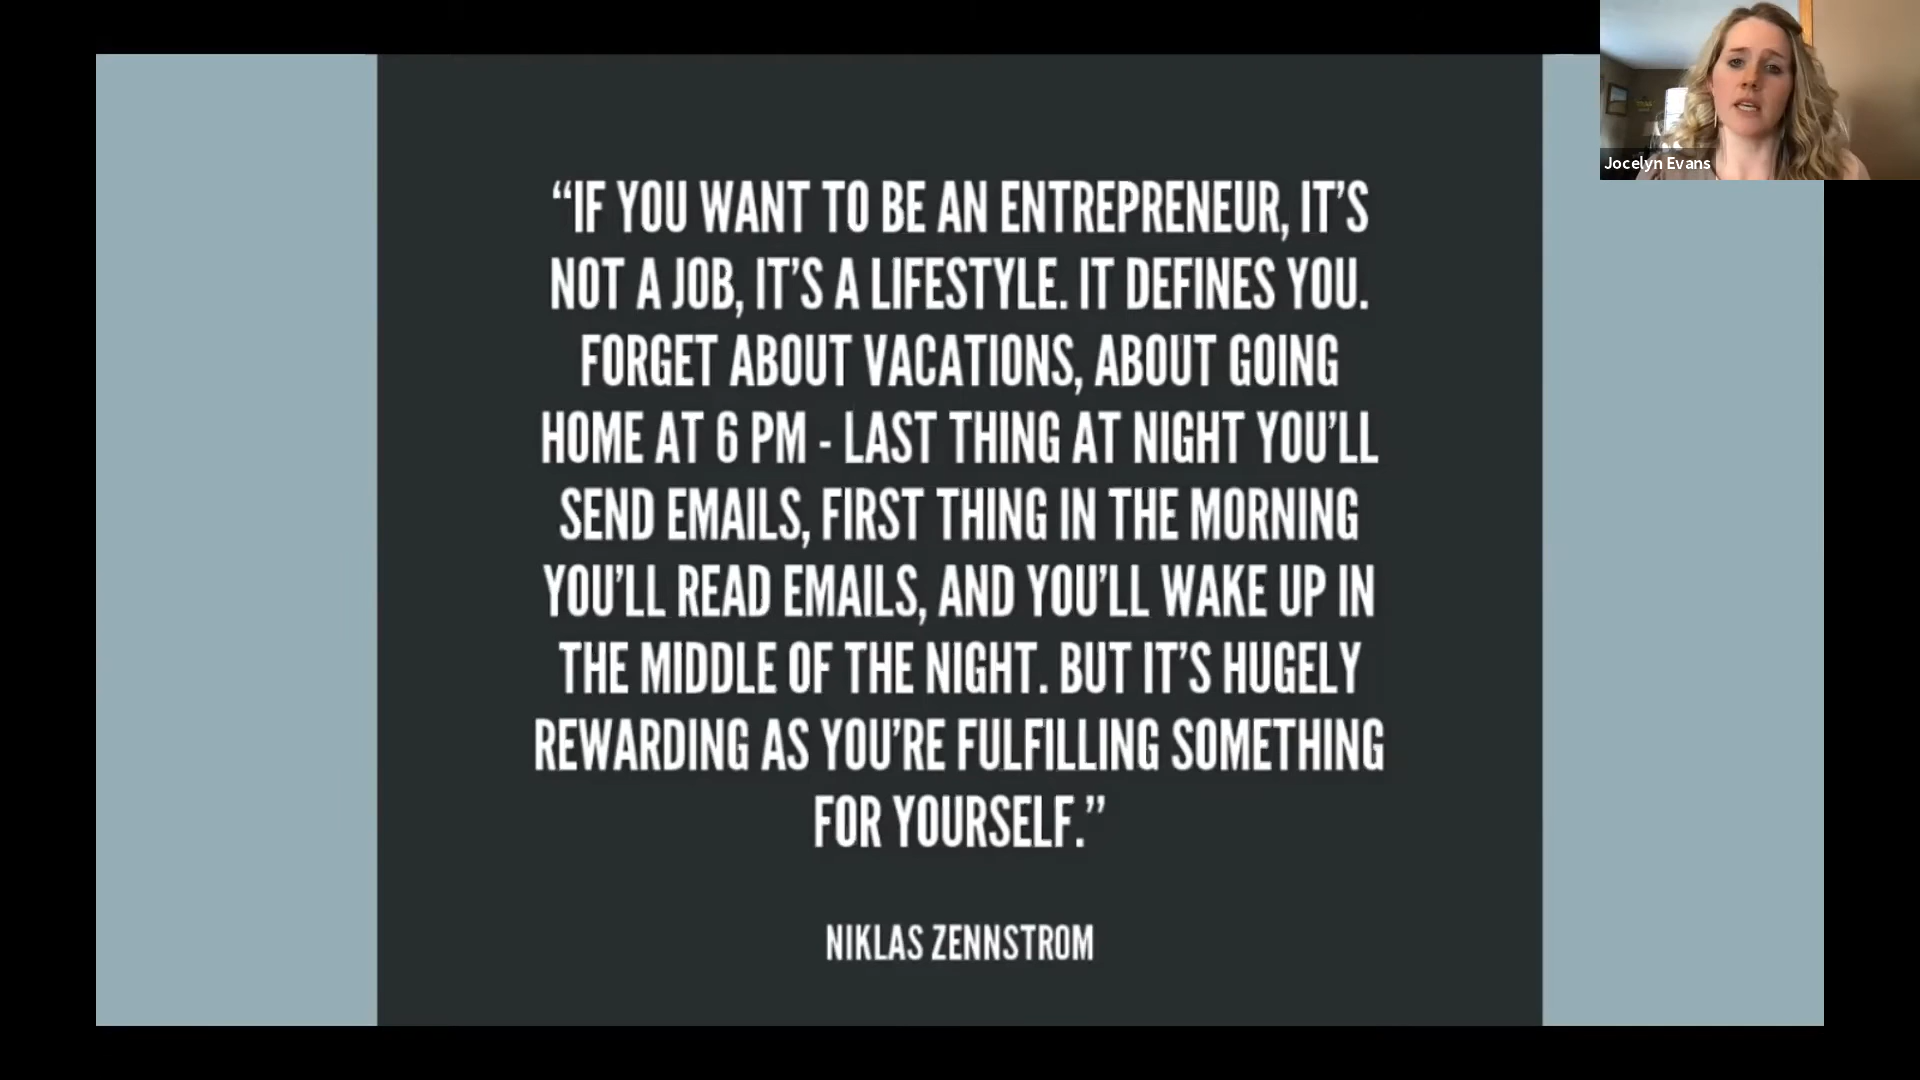 “IF YOU WANT TO BE AN ENTREPRENEUR, IT’S
NOT A JOB, IT’S A LIFESTYLE. IT DEFINES YOU.
FORGET ABOUT VACATIONS, ABOUT GOING
HOME AT 6 PM - LAST THING AT NIGHT YOU’LL
SEND EMAILS, FIRST THING IN THE MORNING
YOU’LL READ EMAILS, AND YOU’LL WAKE UP IN
THE MIDDLE OF THE NIGHT. BUT IT’S HUGELY
REWARDING AS YOU’RE FULFILLING SOMETHING
FOR YOURSELF.”
NIKLAS ZENNSTROM
Jocelyn Evans